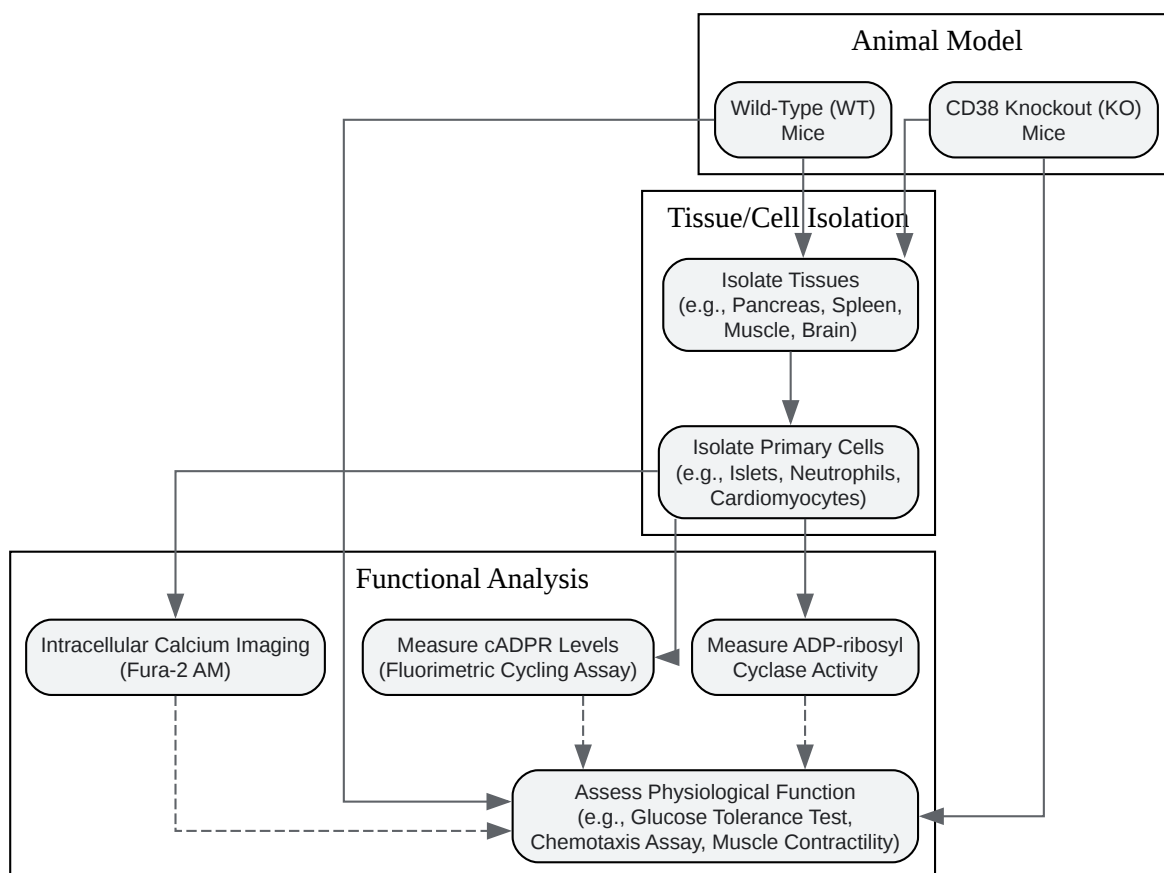 Animal Model
Wild-Type (WT)
Mice
CD38 Knockout (KO)
Mice
Tissue/Cell Isolation
Isolate Tissues
(e.g., Pancreas, Spleen,
Muscle, Brain)
Isolate Primary Cells
(e.g., Islets, Neutrophils,
Cardiomyocytes)
Functional Analysis
Intracellular Calcium Imaging
(Fura-2 AM)
Measure cADPR Levels
(Fluorimetric Cycling Assay)
Measure ADP-ribosyl
Cyclase Activity
Assess Physiological Function
(e.g., Glucose Tolerance Test,
Chemotaxis Assay, Muscle Contractility)